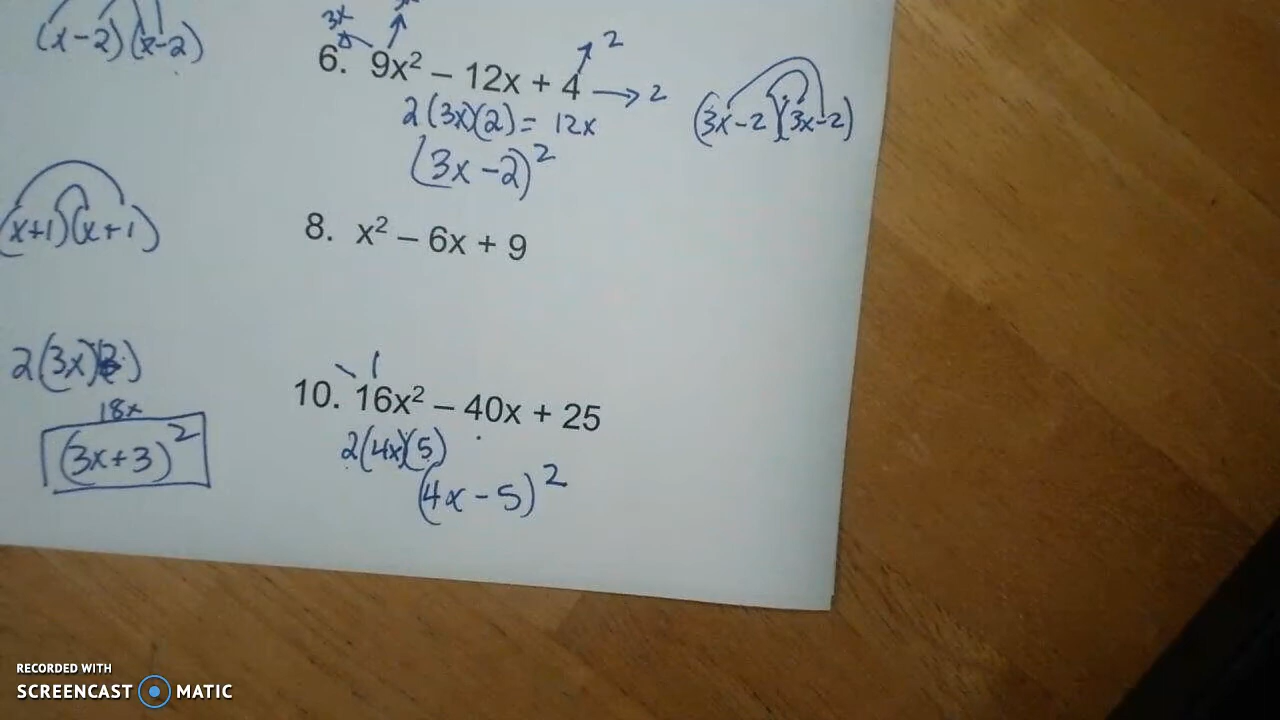 (x-2)(x-2)
3x
6. 9x² – 12x + 4 → 2
2
2(3x)(2) = 12x
(3x-2)(3x-2)
(3x-2)²
(x+1)(x+1)
8. x² – 6x + 9
2(3x)(3)
18x
(3x+3)²
10. 16x² – 40x + 25
2(4x)(5)
(4x-5)²
RECORDED WITH
SCREENCAST MATIC